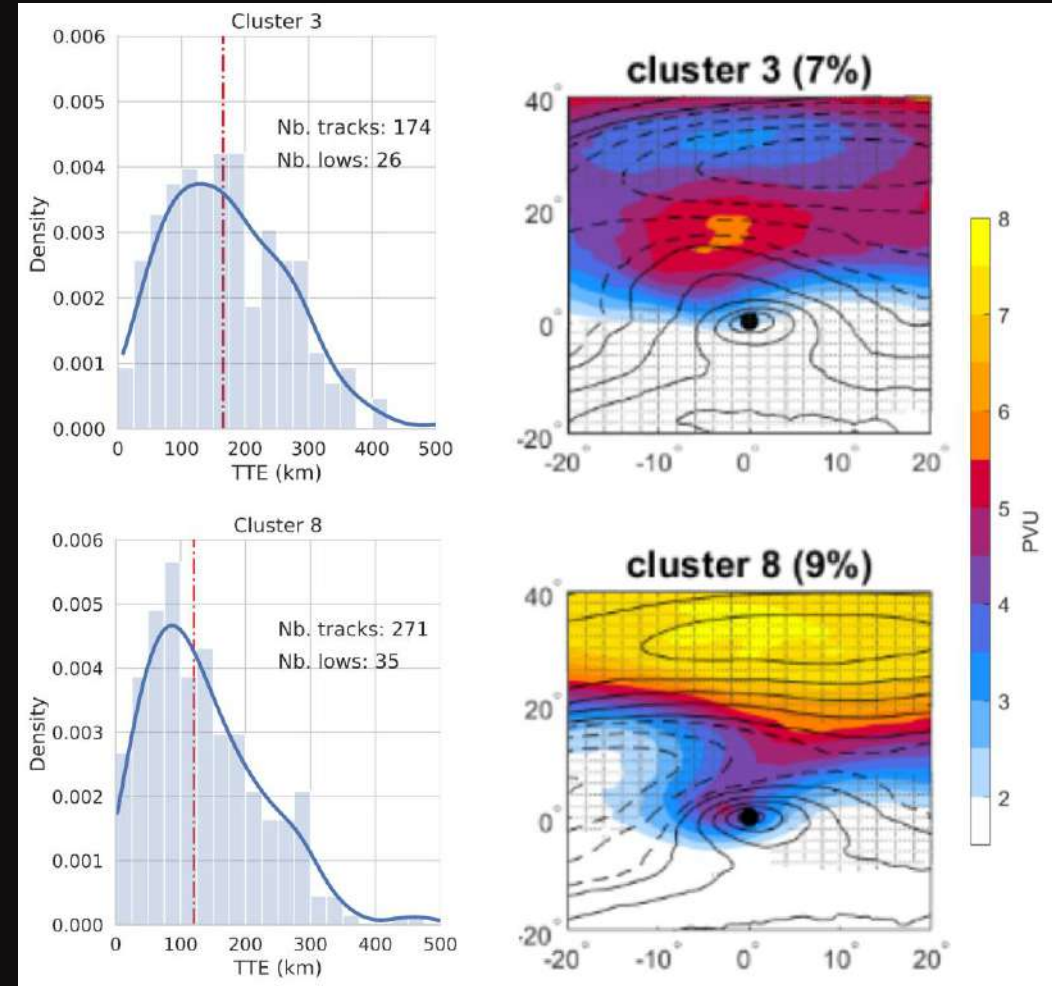 Cluster 3
0.006
0.005
0.004
0.003
0.002
0.001
0.000
Density
Nb. tracks: 174
Nb. lows: 26
0 100 200 300 400 500
TTE (km)
cluster 3 (7%)
40°
20°
0°
-20°
-20° -10° 0° 10° 20°
Cluster 8
0.006
0.005
0.004
0.003
0.002
0.001
0.000
Density
Nb. tracks: 271
Nb. lows: 35
0 100 200 300 400 500
TTE (km)
cluster 8 (9%)
40°
20°
0°
-20°
-20° -10° 0° 10° 20°
8
7
6
5
4
3
2
PVU